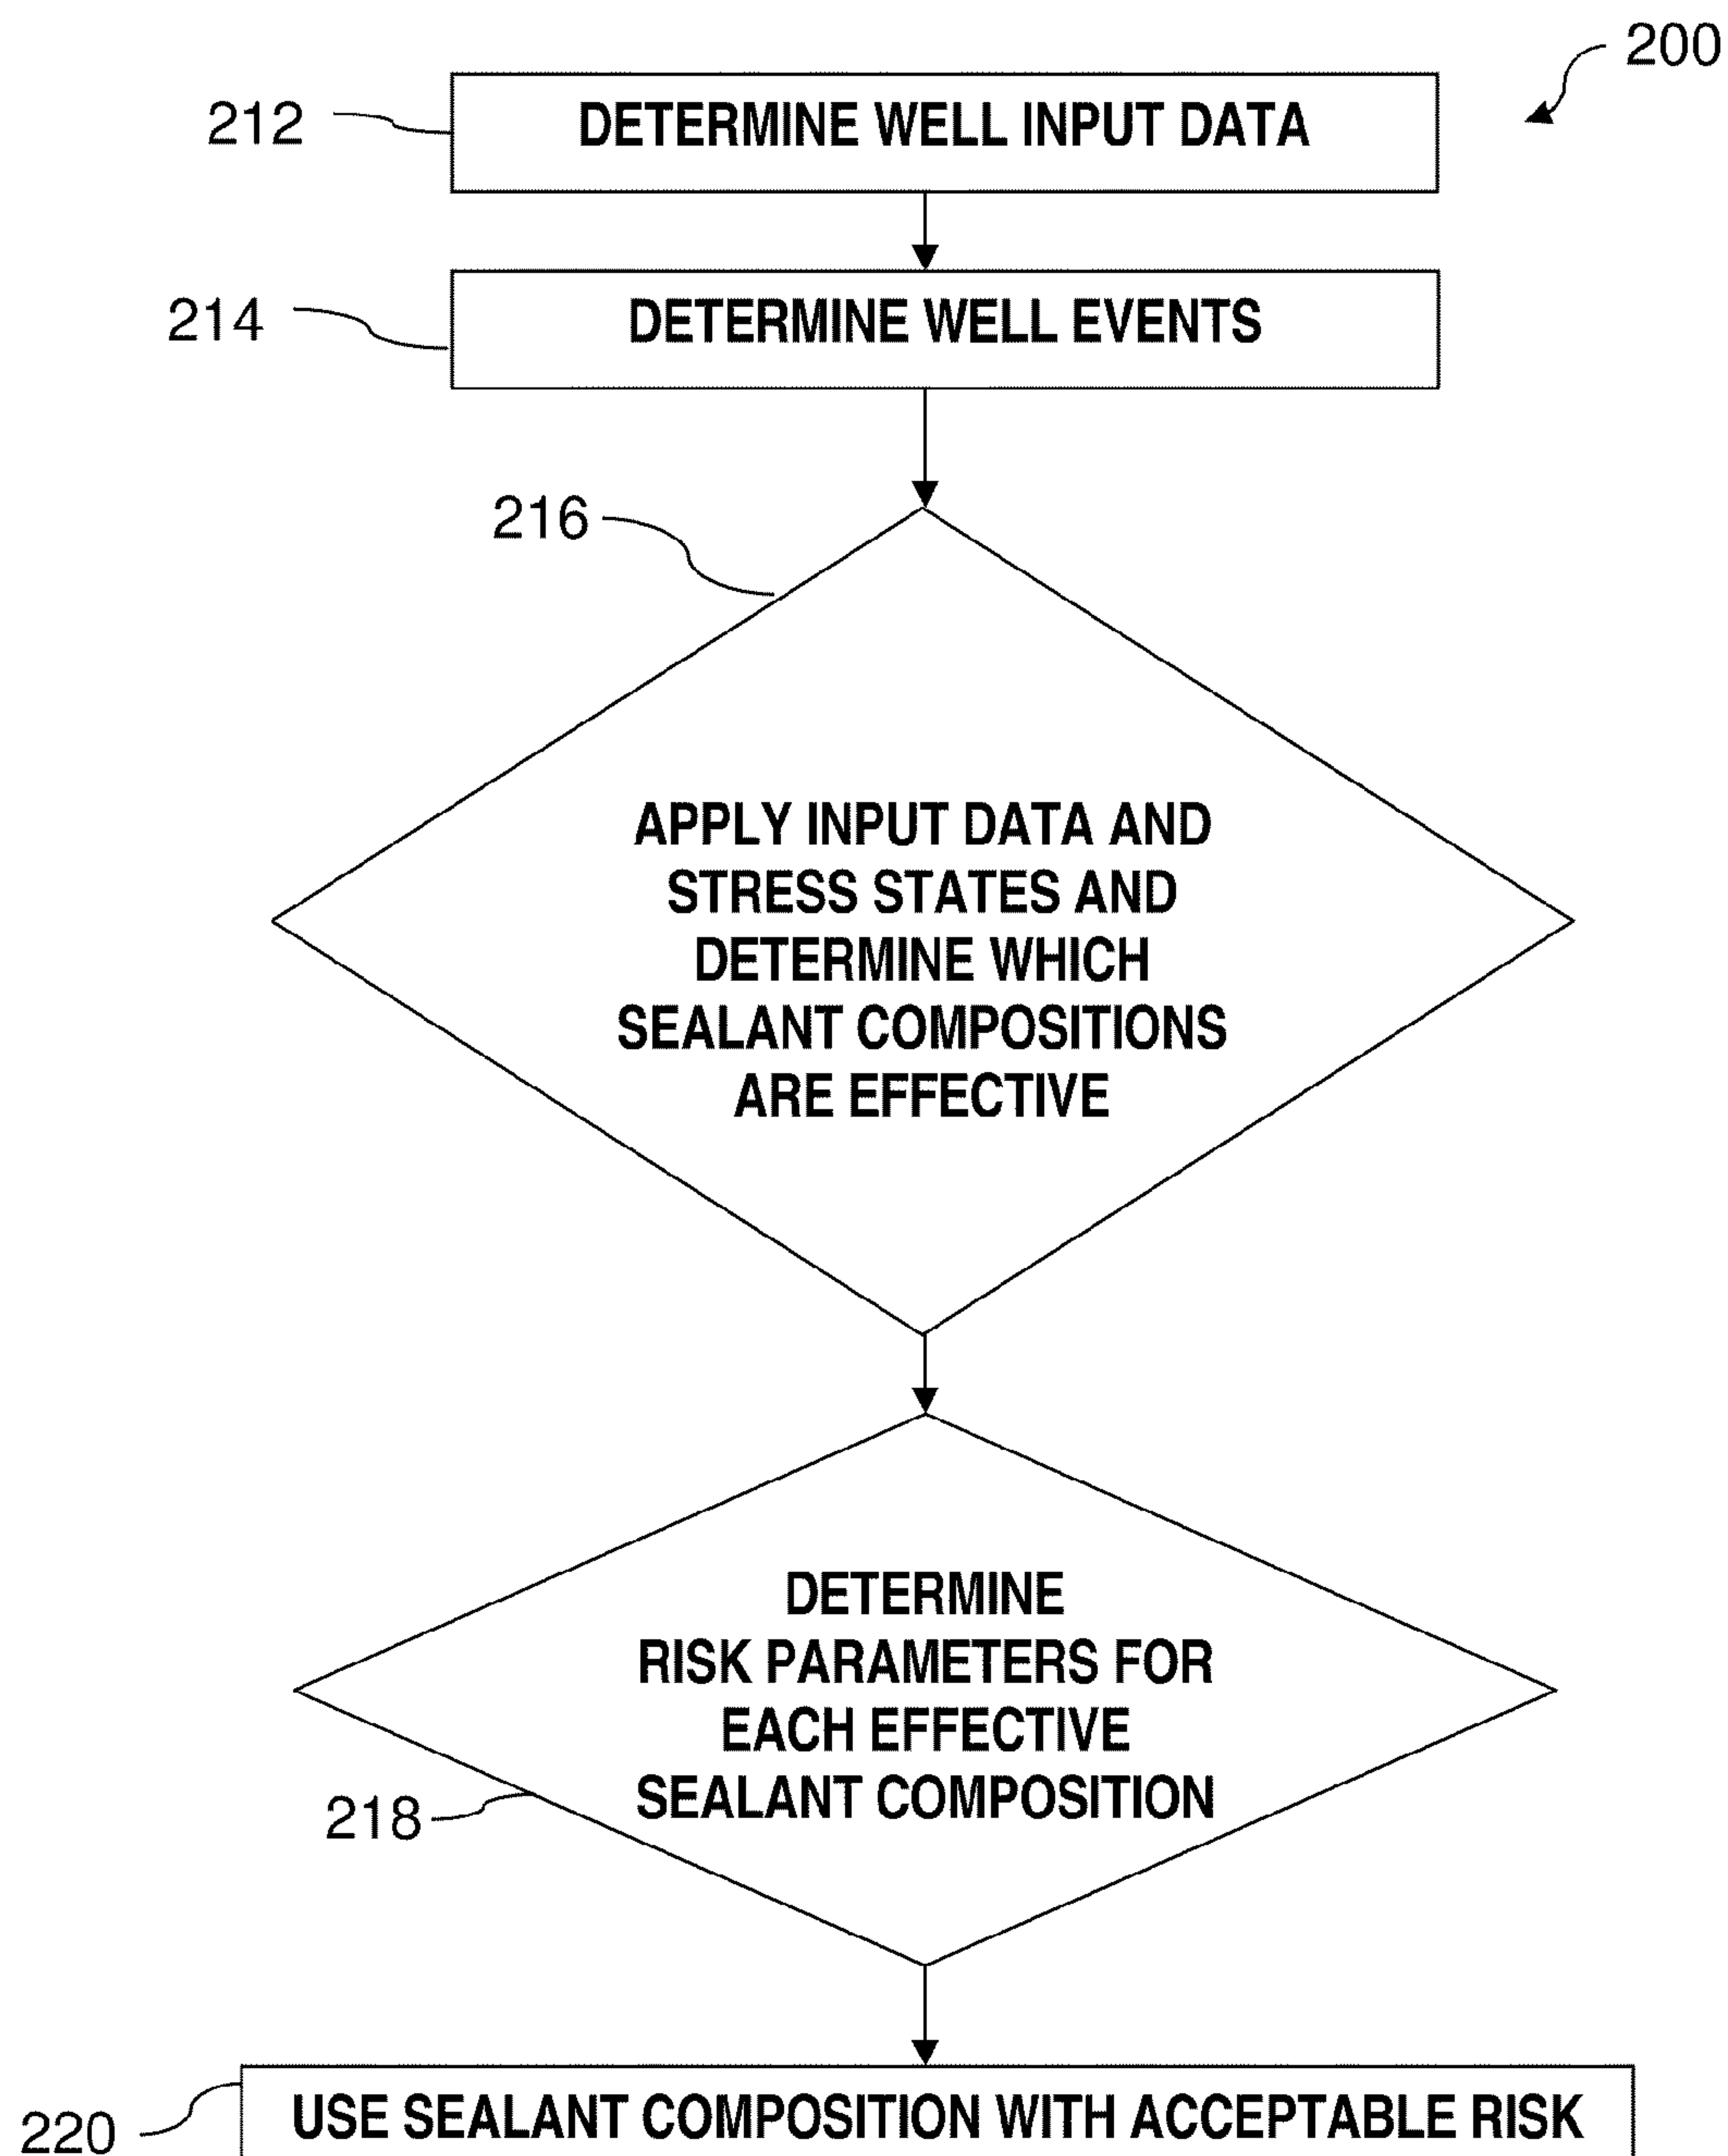 200
212
DETERMINE WELL INPUT DATA
214
DETERMINE WELL EVENTS
216
APPLY INPUT DATA AND
STRESS STATES AND
DETERMINE WHICH
SEALANT COMPOSITIONS
ARE EFFECTIVE
DETERMINE
RISK PARAMETERS FOR
EACH EFFECTIVE
SEALANT COMPOSITION
218
220
USE SEALANT COMPOSITION WITH ACCEPTABLE RISK